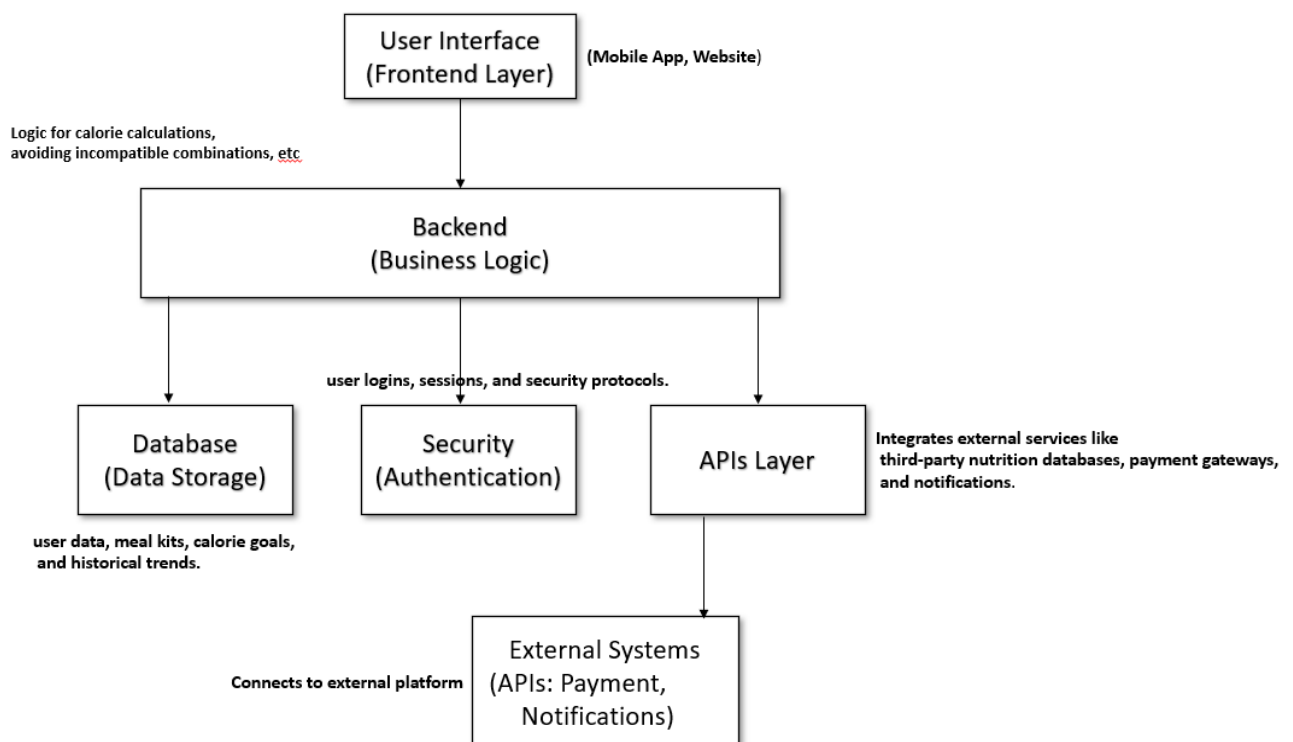 User Interface
(Frontend Layer)
(Mobile App, Website)
Logic for calorie calculations,
avoiding incompatible combinations, etc
Backend
(Business Logic)
user logins, sessions, and security protocols.
Database
(Data Storage)
Security
(Authentication)
APIs Layer
Integrates external services like
third-party nutrition databases, payment gateways,
and notifications.
user data, meal kits, calorie goals,
and historical trends.
Connects to external platform
External Systems
(APIs: Payment,
Notifications)